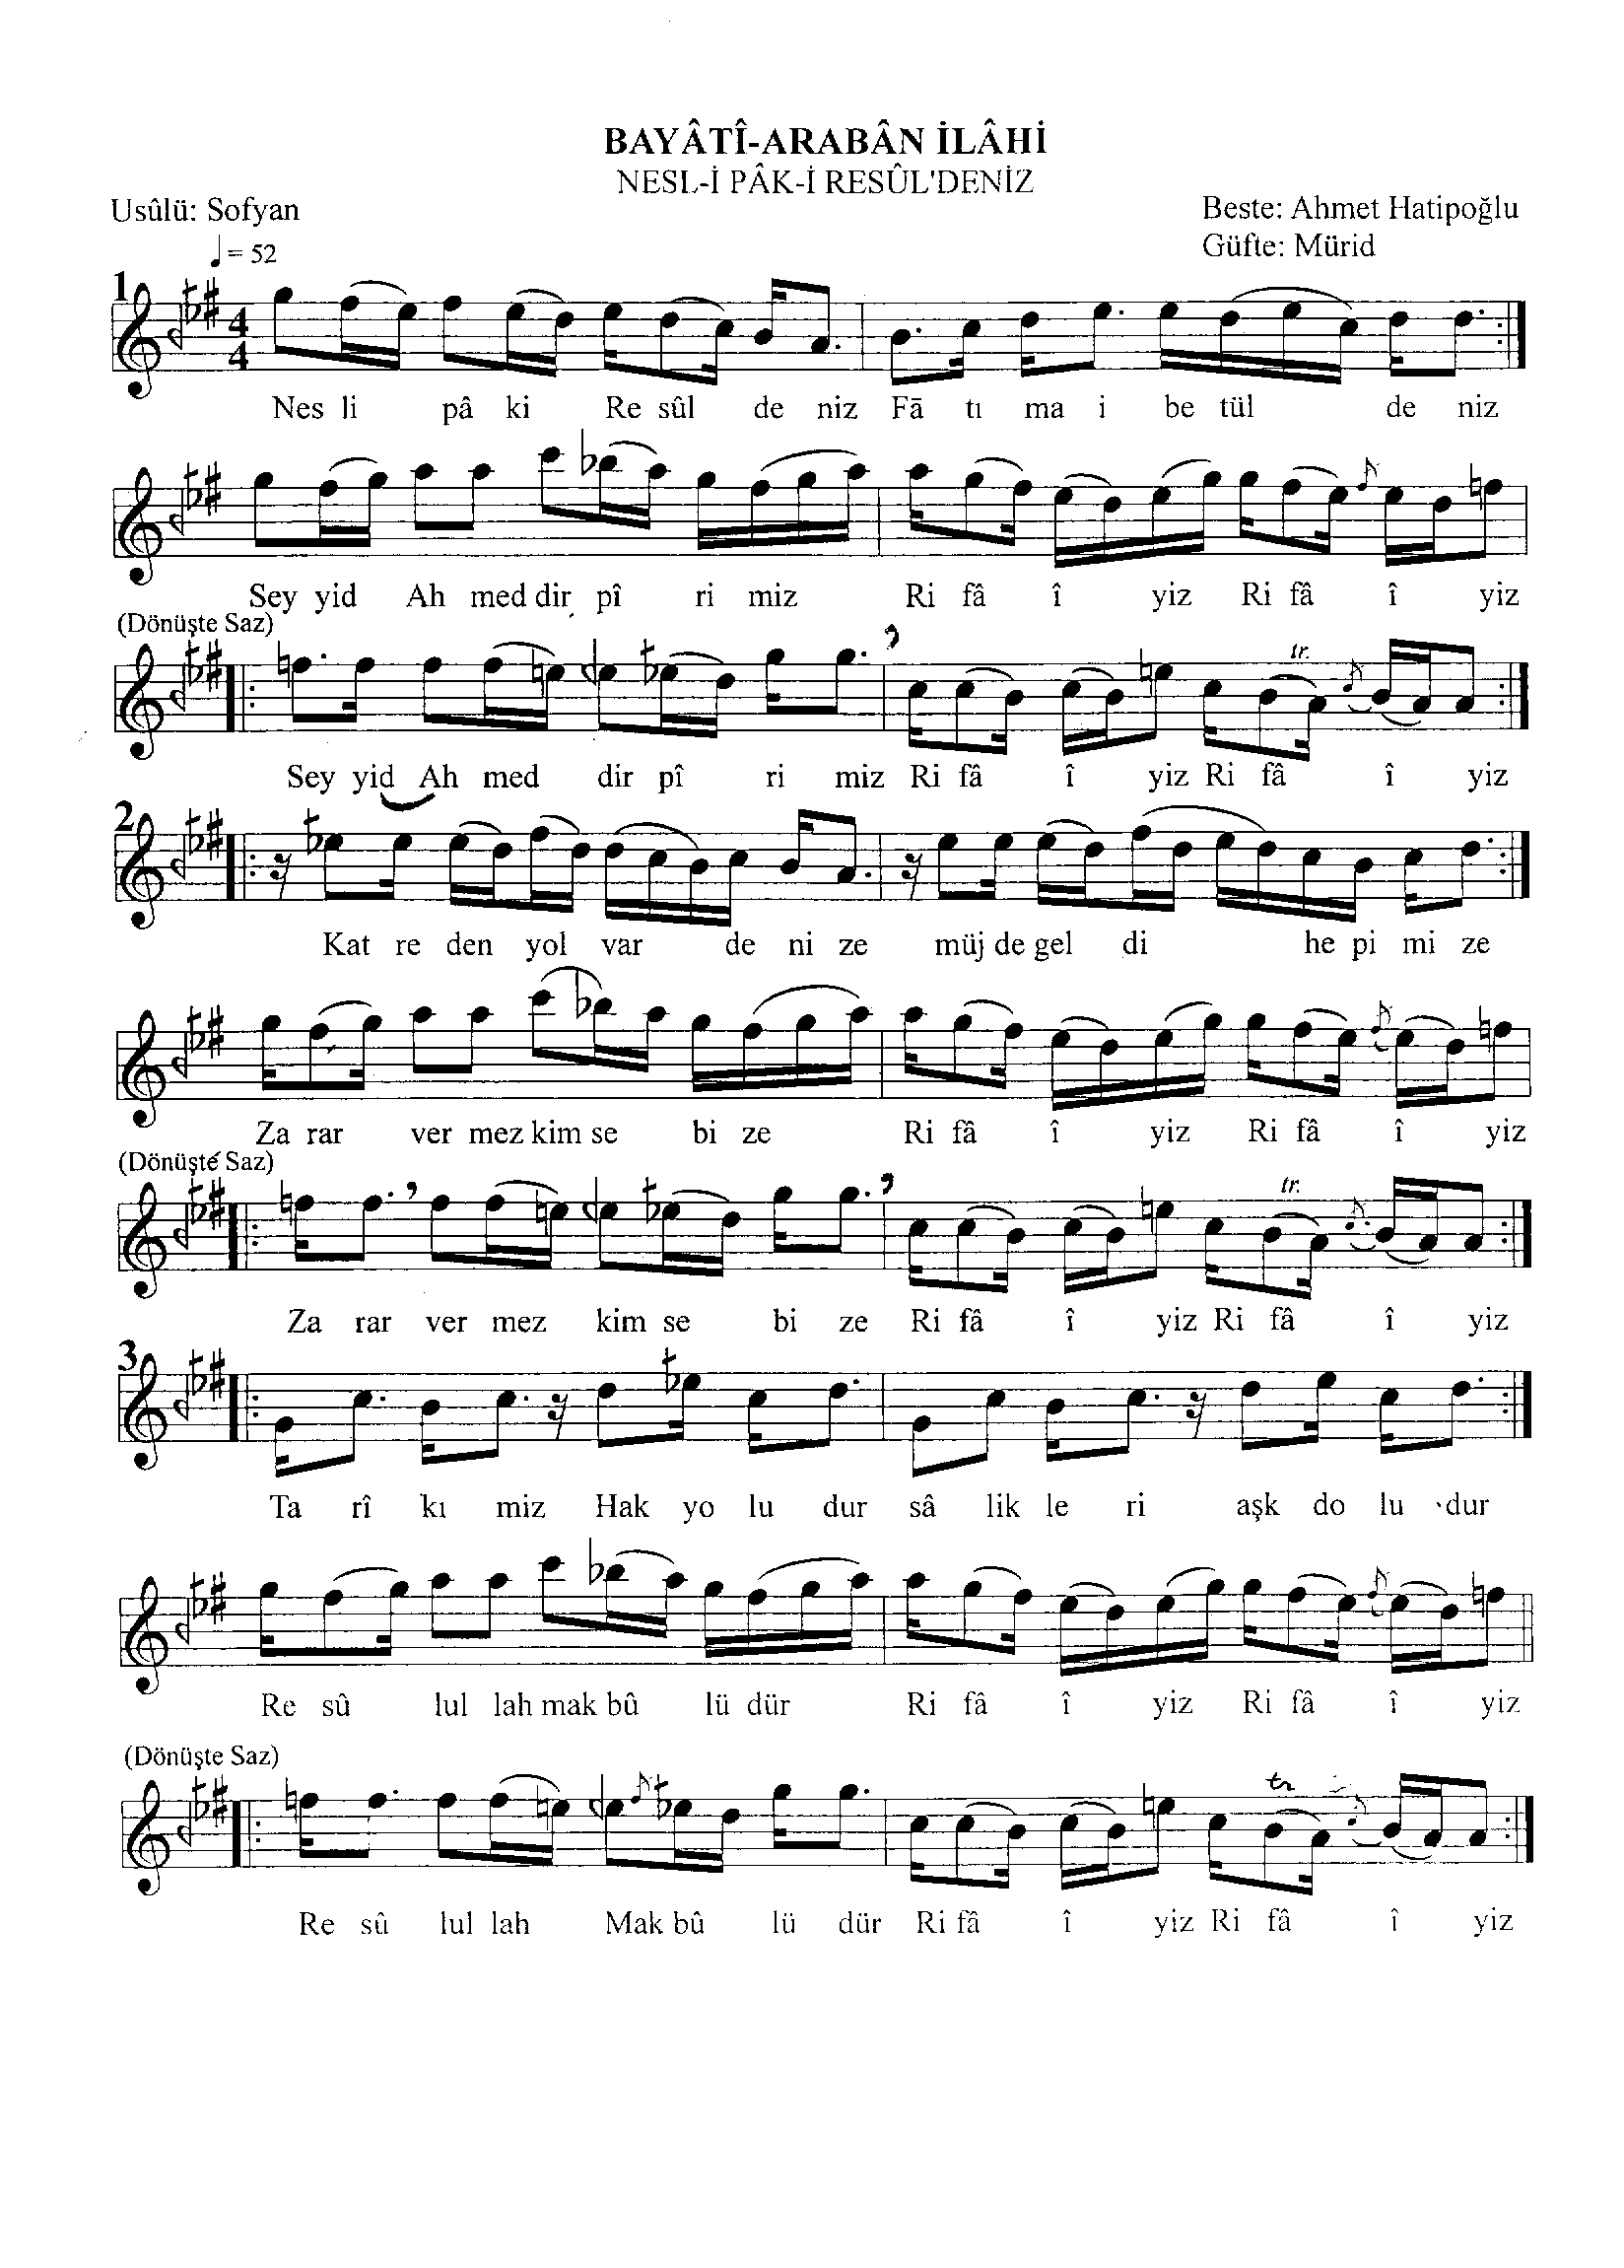 BAYÂTÎ-ARABÂN İLÂHİ
NESL-İ PÂK-İ RESÛL'DENİZ
Usûlü: Sofyan
Beste: Ahmet Hatipoğlu
Güfte: Mürid
♩ = 52
1
4
4
Nes li pâ ki Re sûl de niz Fā tı ma i be tül de niz
Sey yid Ah med dir pî ri miz Ri fâ î yiz Ri fâ î yiz
(Dönüşte Saz)
tr.
Sey yid Ah med dir pî ri miz Ri fâ î yiz Ri fâ î yiz
2
Kat re den yol var de ni ze müj de gel di he pi mi ze
Za rar ver mez kim se bi ze Ri fâ î yiz Ri fâ î yiz
(Dönüşte Saz)
tr.
Za rar ver mez kim se bi ze Ri fâ î yiz Ri fâ î yiz
3
Ta rî kı miz Hak yo lu dur sâ lik le ri aşk do lu dur
Re sû lul lah mak bû lü dür Ri fâ î yiz Ri fâ î yiz
(Dönüşte Saz)
tr
Re sû lul lah Mak bû lü dür Ri fâ î yiz Ri fâ î yiz